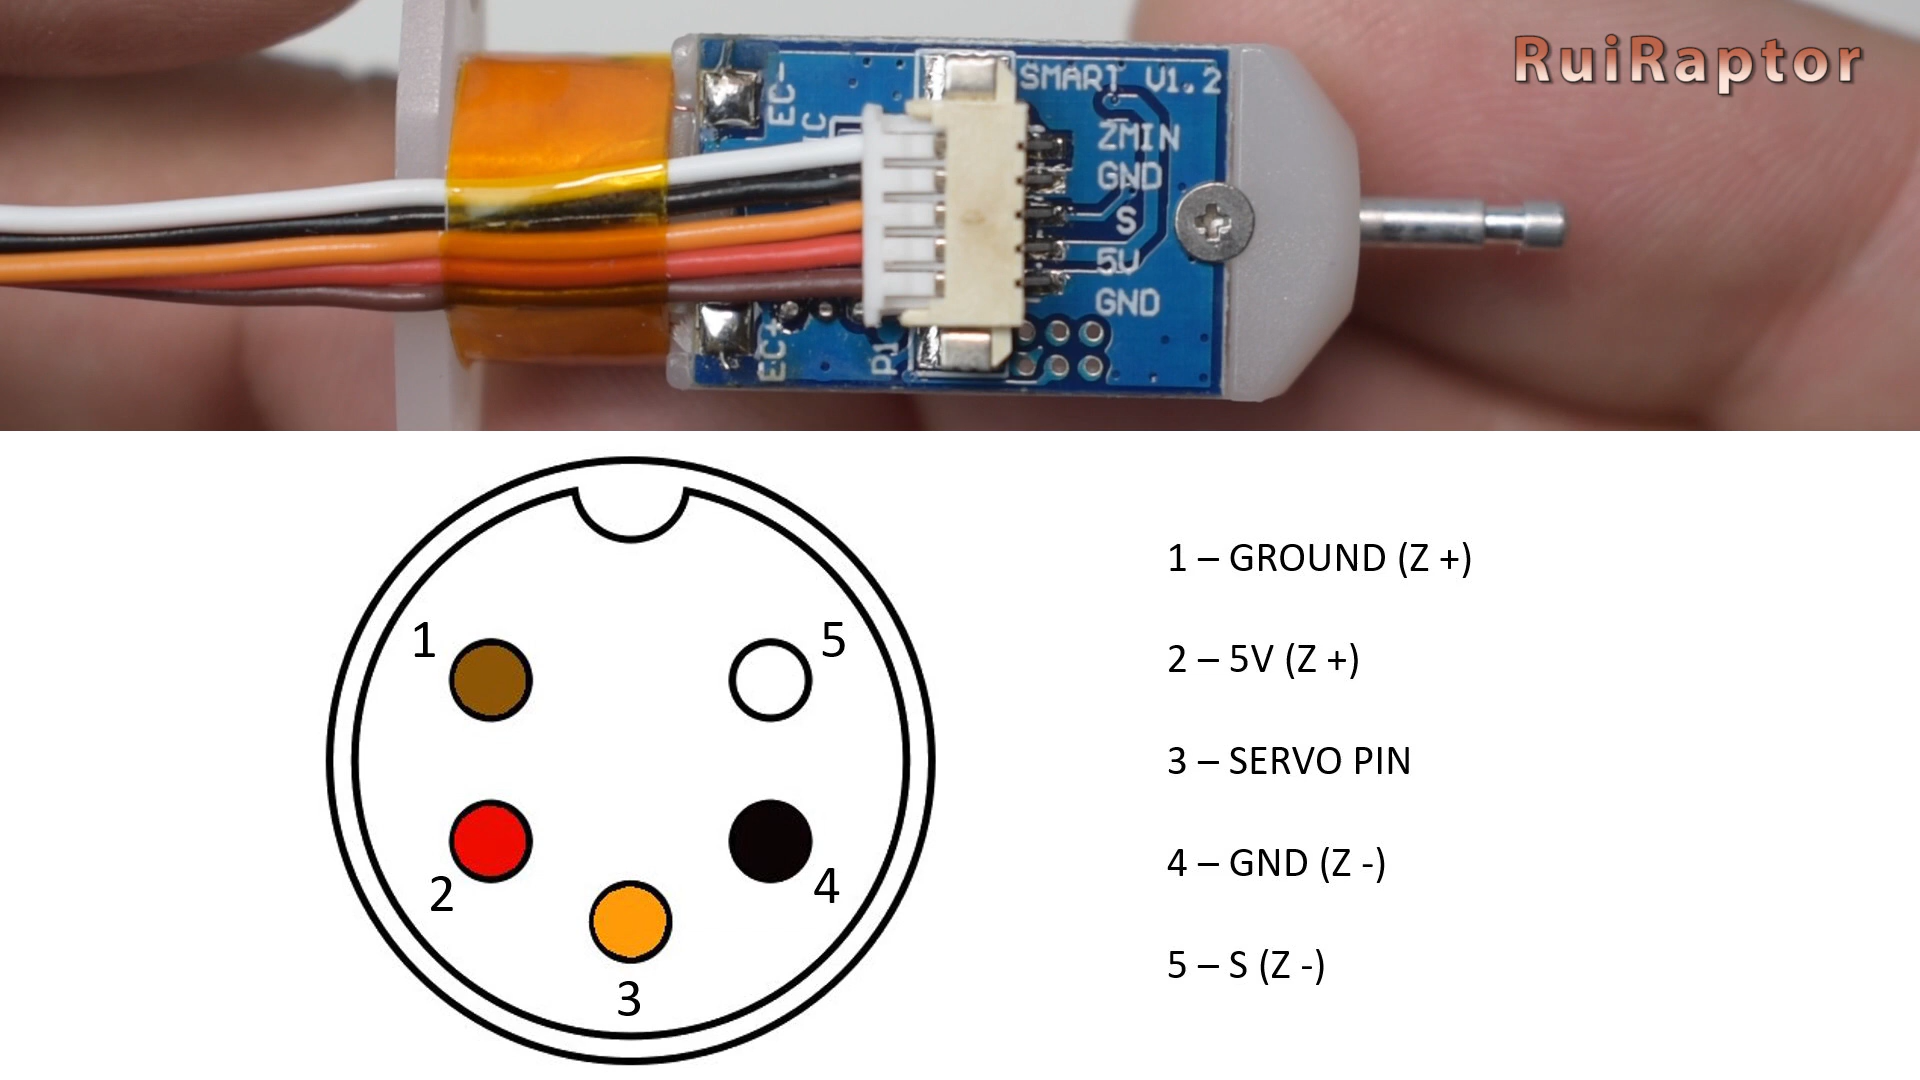 RuiRaptor
SMART V1.2
EC-
ZMIN
GND
S
5V
GND
EC+
P1
1
5
2
4
3
1 – GROUND (Z +)
2 – 5V (Z +)
3 – SERVO PIN
4 – GND (Z -)
5 – S (Z -)